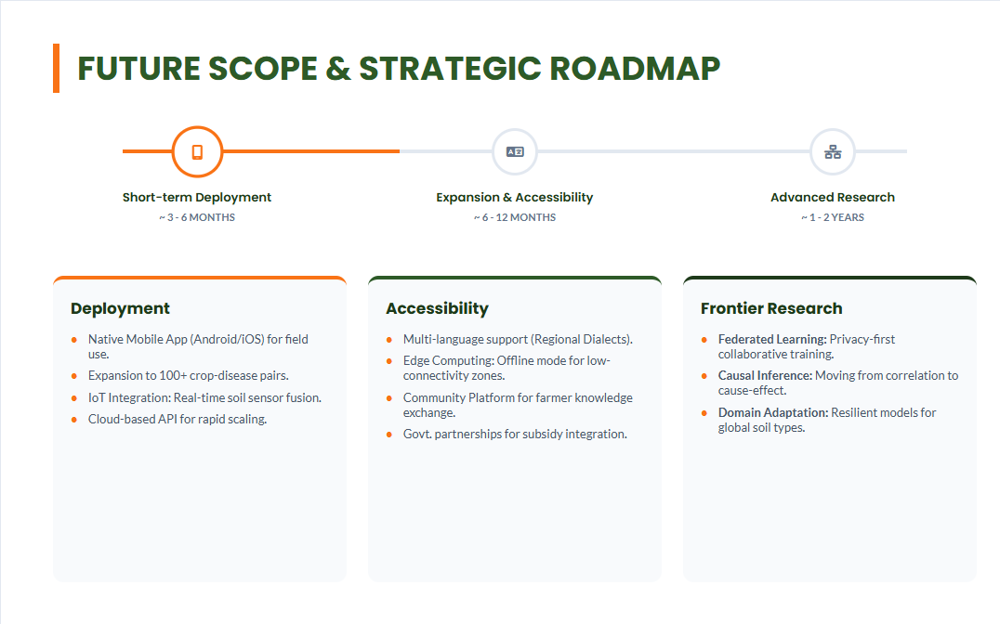 FUTURE SCOPE & STRATEGIC ROADMAP
Short-term Deployment
~ 3 - 6 MONTHS
Expansion & Accessibility
~ 6 - 12 MONTHS
Advanced Research
~ 1 - 2 YEARS
Deployment
Native Mobile App (Android/iOS) for field
use.
Expansion to 100+ crop-disease pairs.
IoT Integration: Real-time soil sensor fusion.
Cloud-based API for rapid scaling.
Accessibility
Multi-language support (Regional Dialects).
Edge Computing: Offline mode for low-
connectivity zones.
Community Platform for farmer knowledge
exchange.
Govt. partnerships for subsidy integration.
Frontier Research
Federated Learning: Privacy-first
collaborative training.
Causal Inference: Moving from correlation to
cause-effect.
Domain Adaptation: Resilient models for
global soil types.